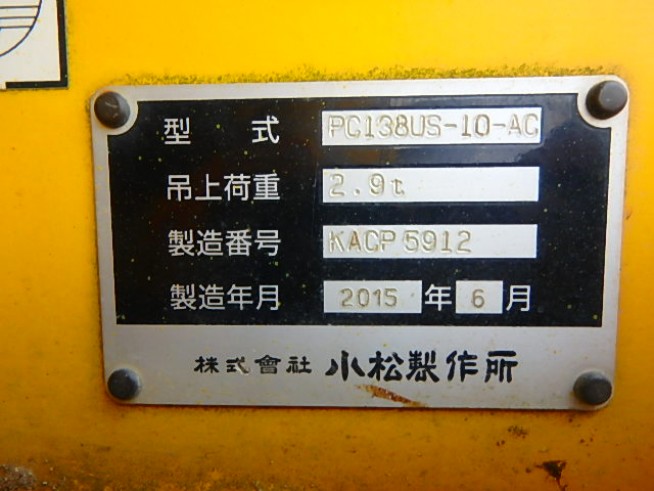 型 式 PC138US-10-AC
吊上荷重 2.9t
製造番号 KACP5912
製造年月 2015 年 6 月
株式會社 小松製作所